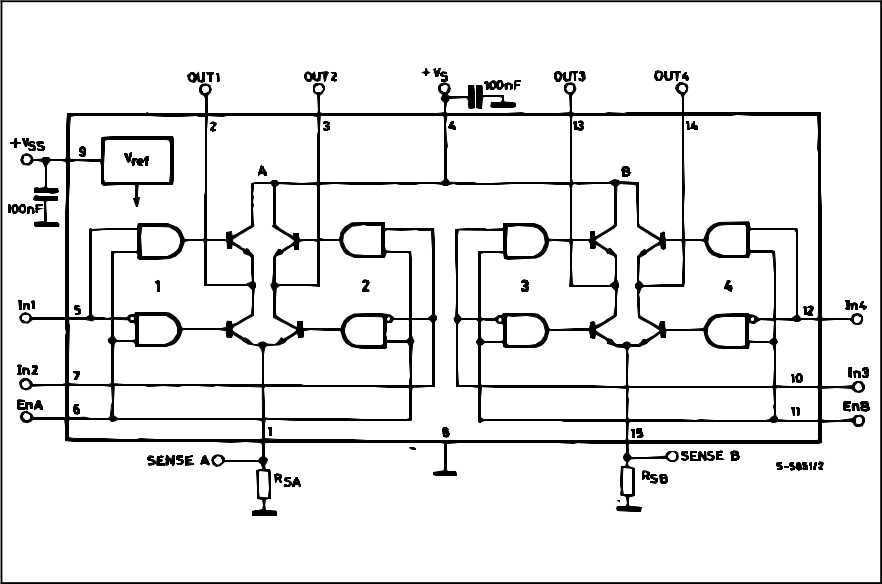 OUT1 OUT2 +VS 100nF OUT3 OUT4
2 3 4 13 14
+VSS 9 Vref A B
100nF
1 2 3 4
In1 5 12 In4
In2 7 10 In3
EnA 6 11 EnB
1 8 15
SENSE A SENSE B S-5851/2
RSA RSB